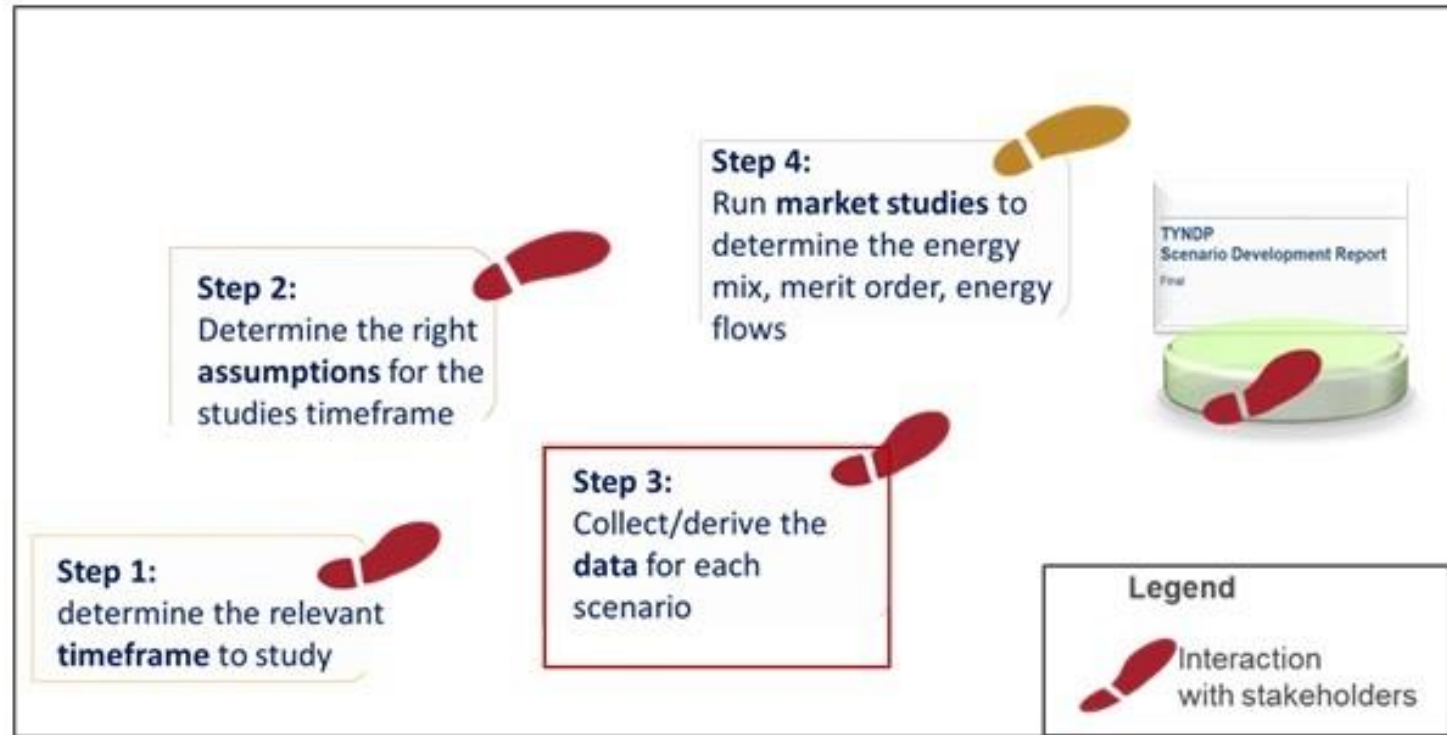 Step 1:
determine the relevant
timeframe to study
Step 2:
Determine the right
assumptions for the
studies timeframe
Step 3:
Collect/derive the
data for each
scenario
Step 4:
Run market studies to
determine the energy
mix, merit order, energy
flows
TYNDP
Scenario Development Report
Final
Legend
Interaction
with stakeholders